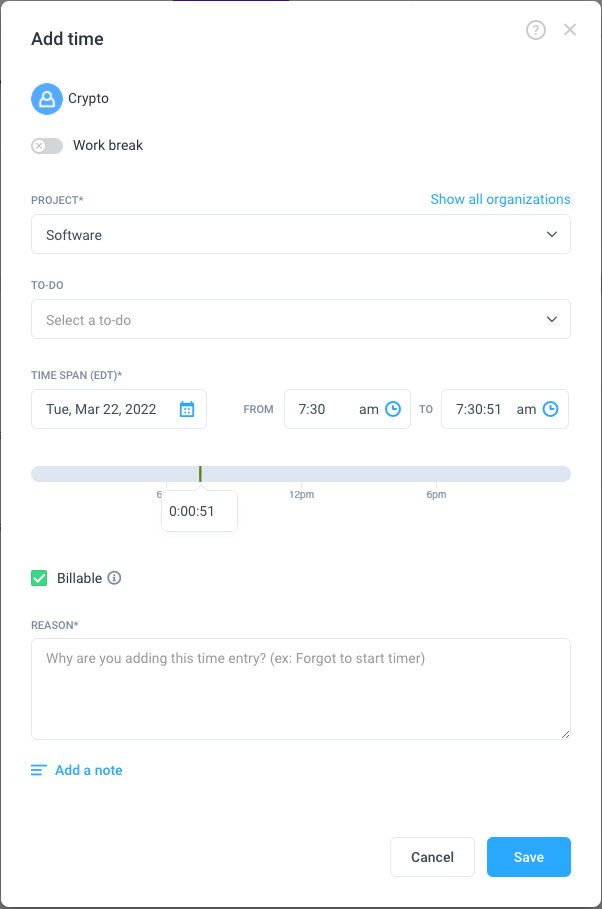 Add time
Crypto
Work break
PROJECT*
Show all organizations
Software
TO-DO
Select a to-do
TIME SPAN (EDT)*
Tue, Mar 22, 2022 FROM 7:30 am TO 7:30:51 am
12pm 6pm
0:00:51
Billable
REASON*
Why are you adding this time entry? (ex: Forgot to start timer)
Add a note
Cancel Save